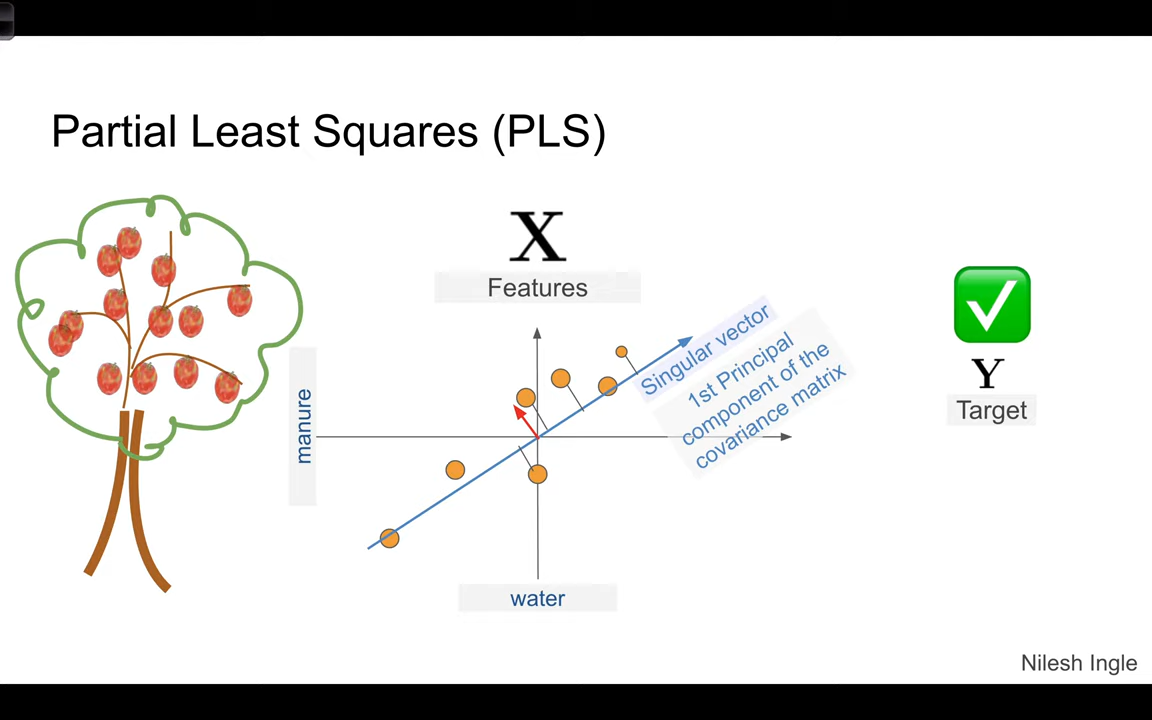 Partial Least Squares (PLS)
X
Features
manure
water
Singular vector
1st Principal
component of the
covariance matrix
Y
Target
Nilesh Ingle